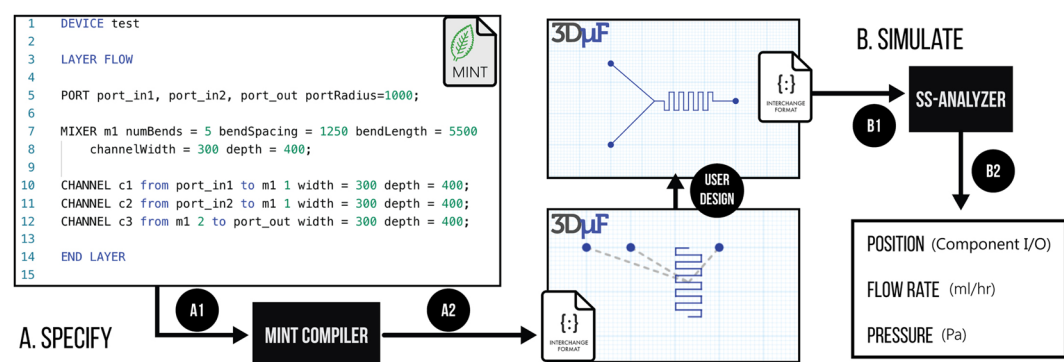 1 DEVICE test
2
3 LAYER FLOW
4
5 PORT port_in1, port_in2, port_out portRadius=1000;
6
7 MIXER m1 numBends = 5 bendSpacing = 1250 bendLength = 5500
8 channelWidth = 300 depth = 400;
9
10 CHANNEL c1 from port_in1 to m1 1 width = 300 depth = 400;
11 CHANNEL c2 from port_in2 to m1 1 width = 300 depth = 400;
12 CHANNEL c3 from m1 2 to port_out width = 300 depth = 400;
13
14 END LAYER
15
MINT
A. SPECIFY
A1
MINT COMPILER
A2
3DμF
{:}
INTERCHANGE
FORMAT
USER
DESIGN
3DμF
{:}
INTERCHANGE
FORMAT
B. SIMULATE
B1
SS-ANALYZER
B2
POSITION (Component I/O)
FLOW RATE (ml/hr)
PRESSURE (Pa)